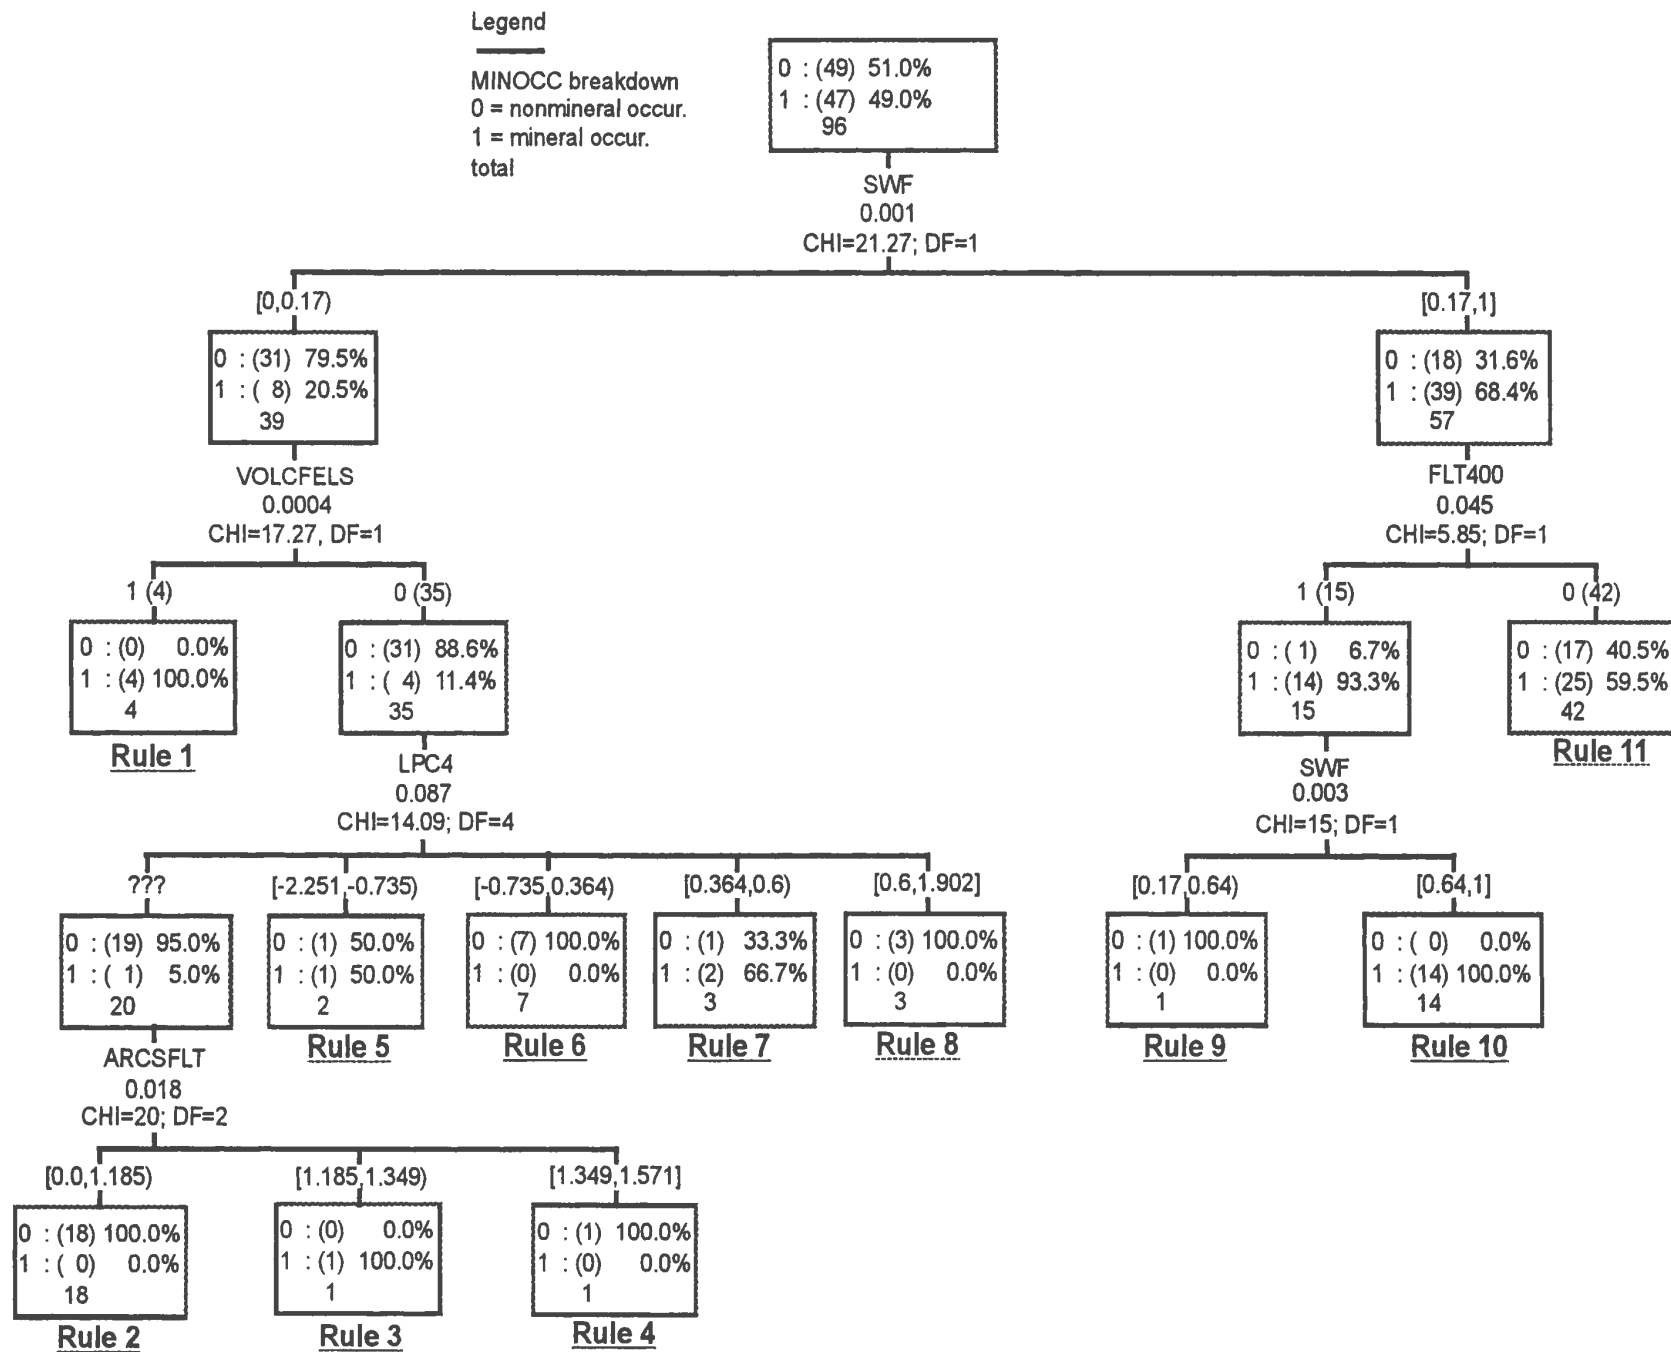 Legend
MINOCC breakdown
0 = nonmineral occur.
1 = mineral occur.
total
0 : (49) 51.0%
1 : (47) 49.0%
96
SWF
0.001
CHI=21.27; DF=1
[0,0.17)
0 : (31) 79.5%
1 : ( 8) 20.5%
39
VOLCFELS
0.0004
CHI=17.27, DF=1
[0.17,1]
0 : (18) 31.6%
1 : (39) 68.4%
57
FLT400
0.045
CHI=5.85; DF=1
1 (4)
0 : (0) 0.0%
1 : (4) 100.0%
4
Rule 1
0 (35)
0 : (31) 88.6%
1 : ( 4) 11.4%
35
LPC4
0.087
CHI=14.09; DF=4
1 (15)
0 : ( 1) 6.7%
1 : (14) 93.3%
15
SWF
0.003
CHI=15; DF=1
0 (42)
0 : (17) 40.5%
1 : (25) 59.5%
42
Rule 11
???
0 : (19) 95.0%
1 : ( 1) 5.0%
20
ARCSFLT
0.018
CHI=20; DF=2
[-2.251,-0.735)
0 : (1) 50.0%
1 : (1) 50.0%
2
Rule 5
[-0.735,0.364)
0 : (7) 100.0%
1 : (0) 0.0%
7
Rule 6
[0.364,0.6)
0 : (1) 33.3%
1 : (2) 66.7%
3
Rule 7
[0.6,1.902]
0 : (3) 100.0%
1 : (0) 0.0%
3
Rule 8
[0.17,0.64)
0 : (1) 100.0%
1 : (0) 0.0%
1
Rule 9
[0.64,1]
0 : ( 0) 0.0%
1 : (14) 100.0%
14
Rule 10
[0.0,1.185)
0 : (18) 100.0%
1 : ( 0) 0.0%
18
Rule 2
[1.185,1.349)
0 : (0) 0.0%
1 : (1) 100.0%
1
Rule 3
[1.349,1.571]
0 : (1) 100.0%
1 : (0) 0.0%
1
Rule 4